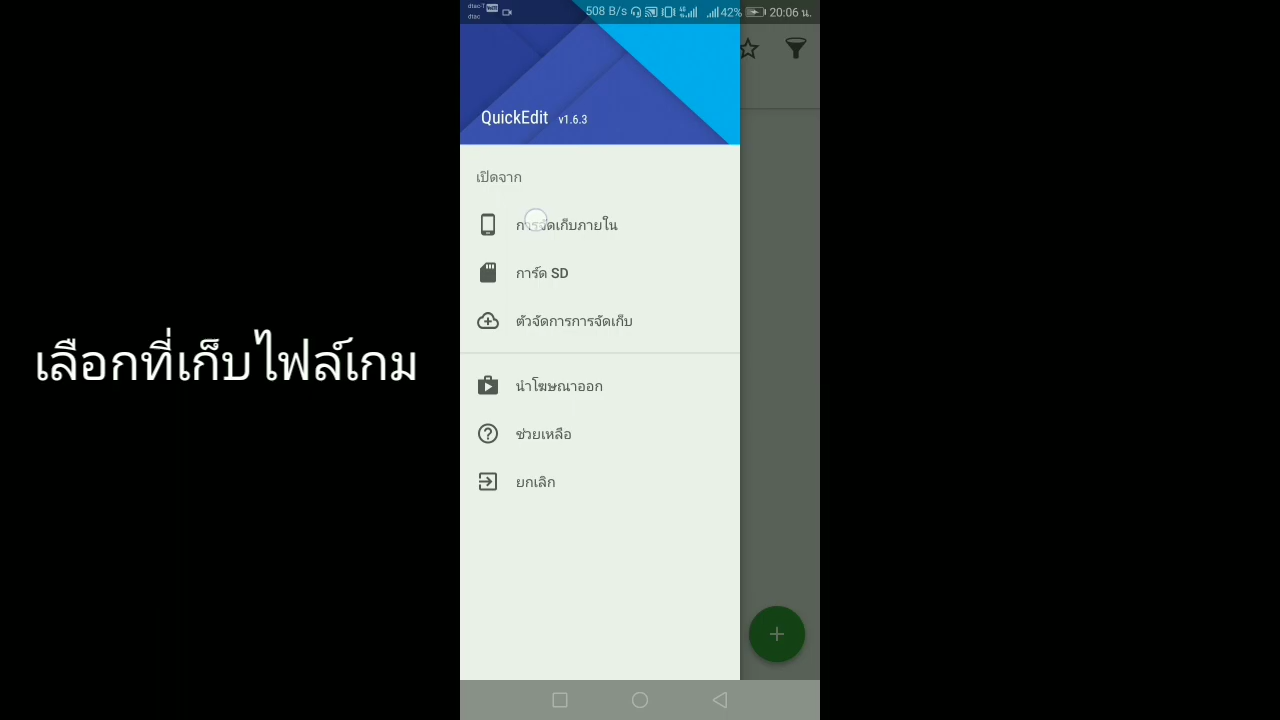 dtac-T
dtac
508 B/s
42%
20:06 น.
QuickEdit v1.6.3
เปิดจาก
การจัดเก็บภายใน
การ์ด SD
ตัวจัดการการจัดเก็บ
เลือกที่เก็บไฟล์เกม
นำโฆษณาออก
ช่วยเหลือ
ยกเลิก